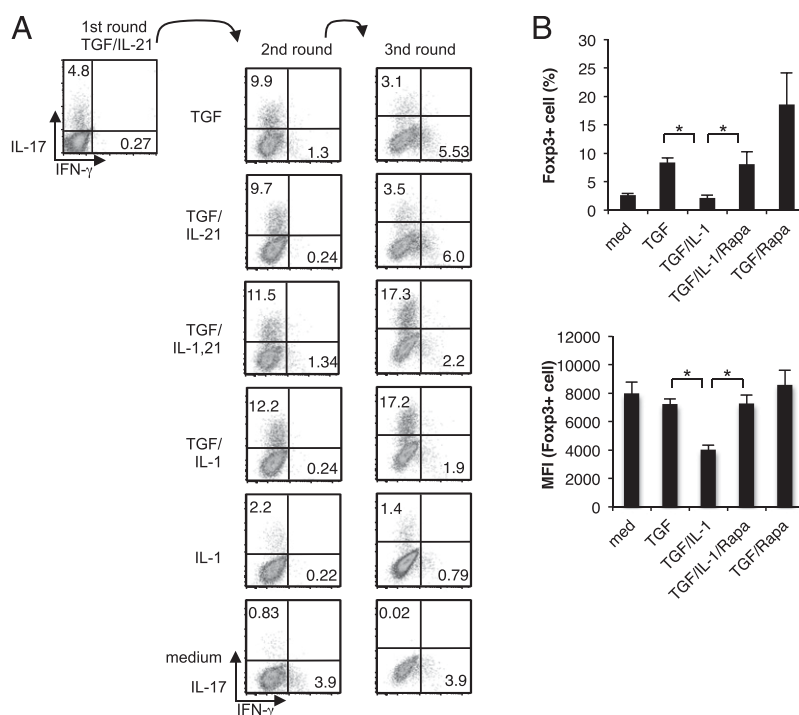 A
1st round
TGF/IL-21
4.8
0.27
IL-17
IFN-γ
2nd round
3nd round
TGF
9.9
1.3
3.1
5.53
TGF/
IL-21
9.7
0.24
3.5
6.0
TGF/
IL-1,21
11.5
1.34
17.3
2.2
TGF/
IL-1
12.2
0.24
17.2
1.9
IL-1
2.2
0.22
1.4
0.79
medium
0.83
3.9
0.02
3.9
IL-17
IFN-γ
B
Foxp3+ cell (%)
30
25
20
15
10
5
0
*
*
med
TGF
TGF/IL-1
TGF/IL-1/Rapa
TGF/Rapa
MFI (Foxp3+ cell)
12000
10000
8000
6000
4000
2000
0
*
*
med
TGF
TGF/IL-1
TGF/IL-1/Rapa
TGF/Rapa